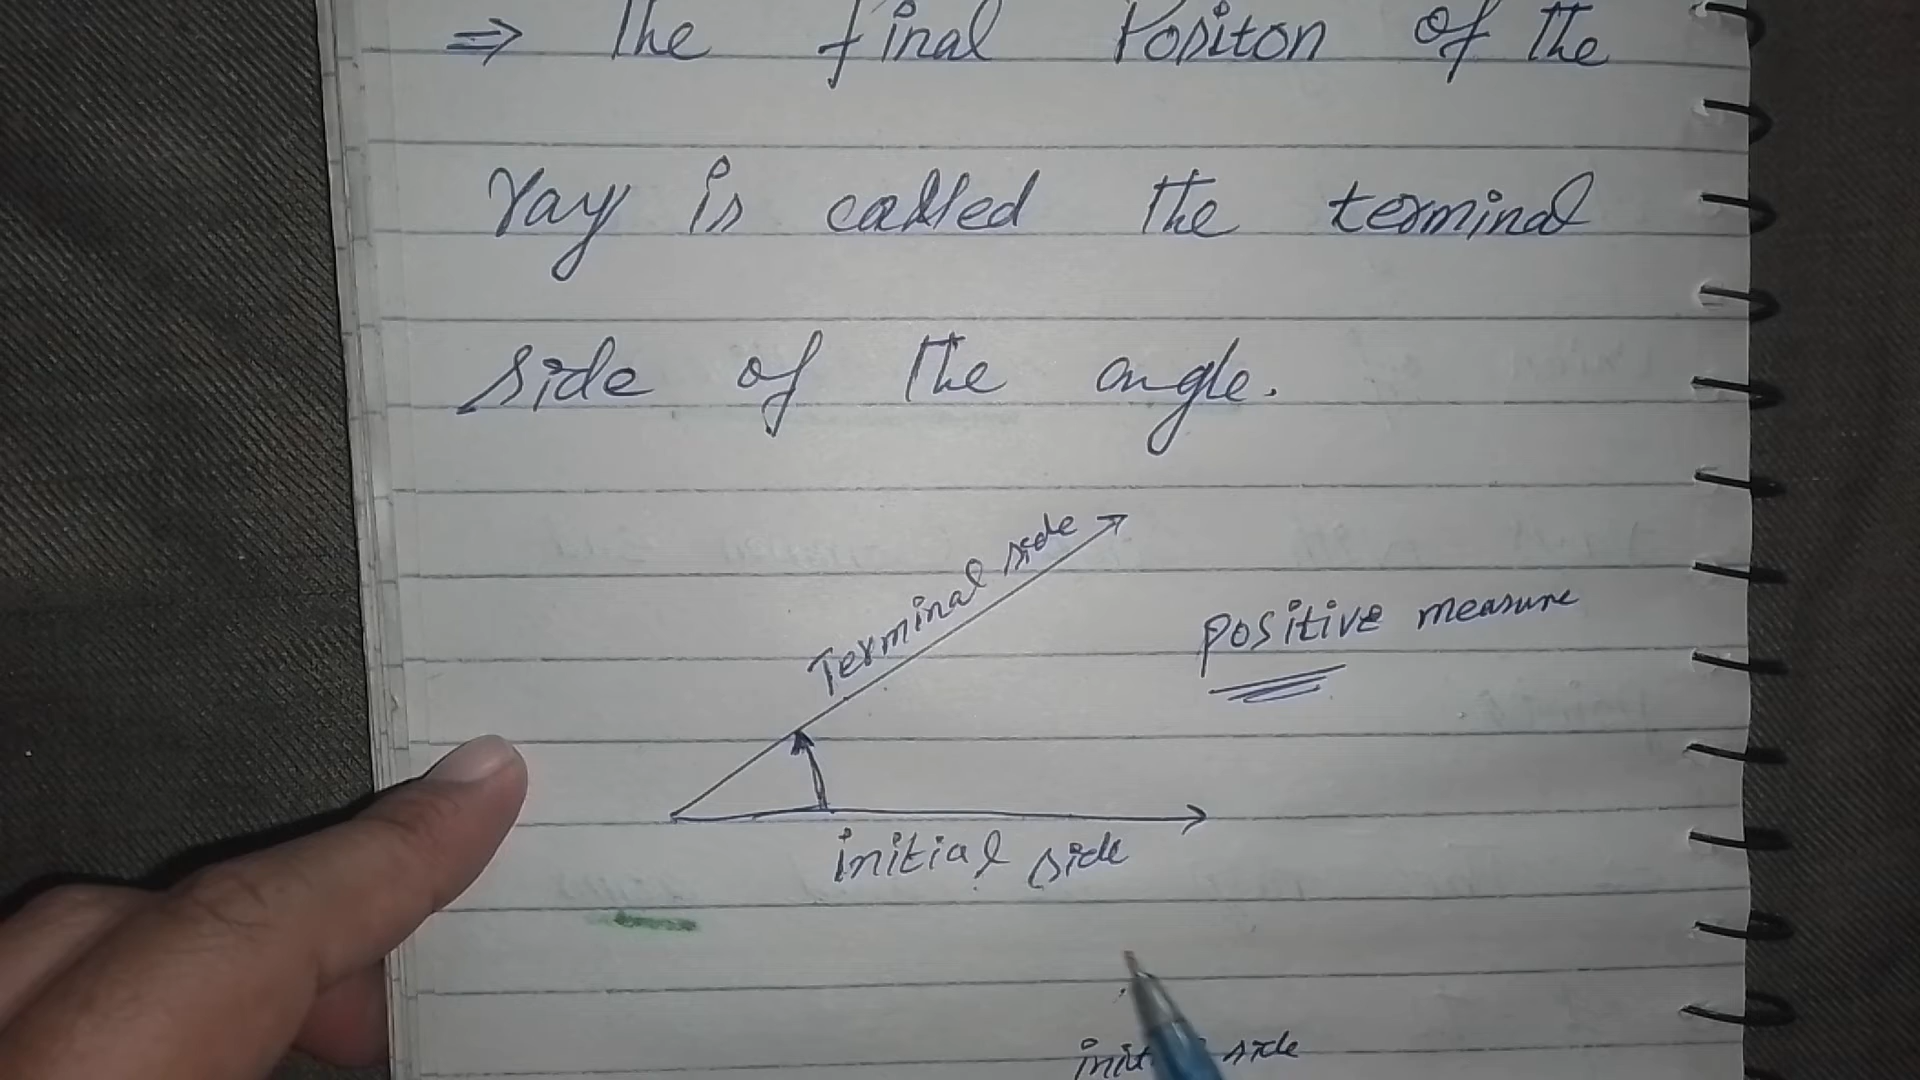 ⇒ The final Positon of the
ray is called the terminal
side of the angle.
Terminal side
positive measure
initial side
side